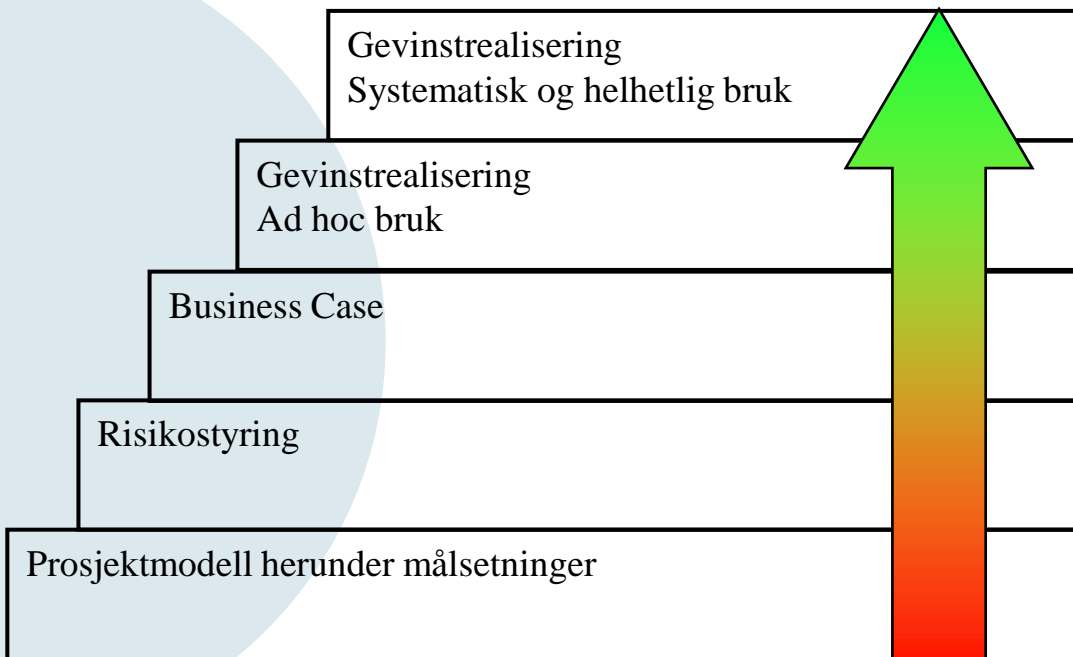 Gevinstrealisering
Systematisk og helhetlig bruk
Gevinstrealisering
Ad hoc bruk
Business Case
Risikostyring
Prosjektmodell herunder målsetninger